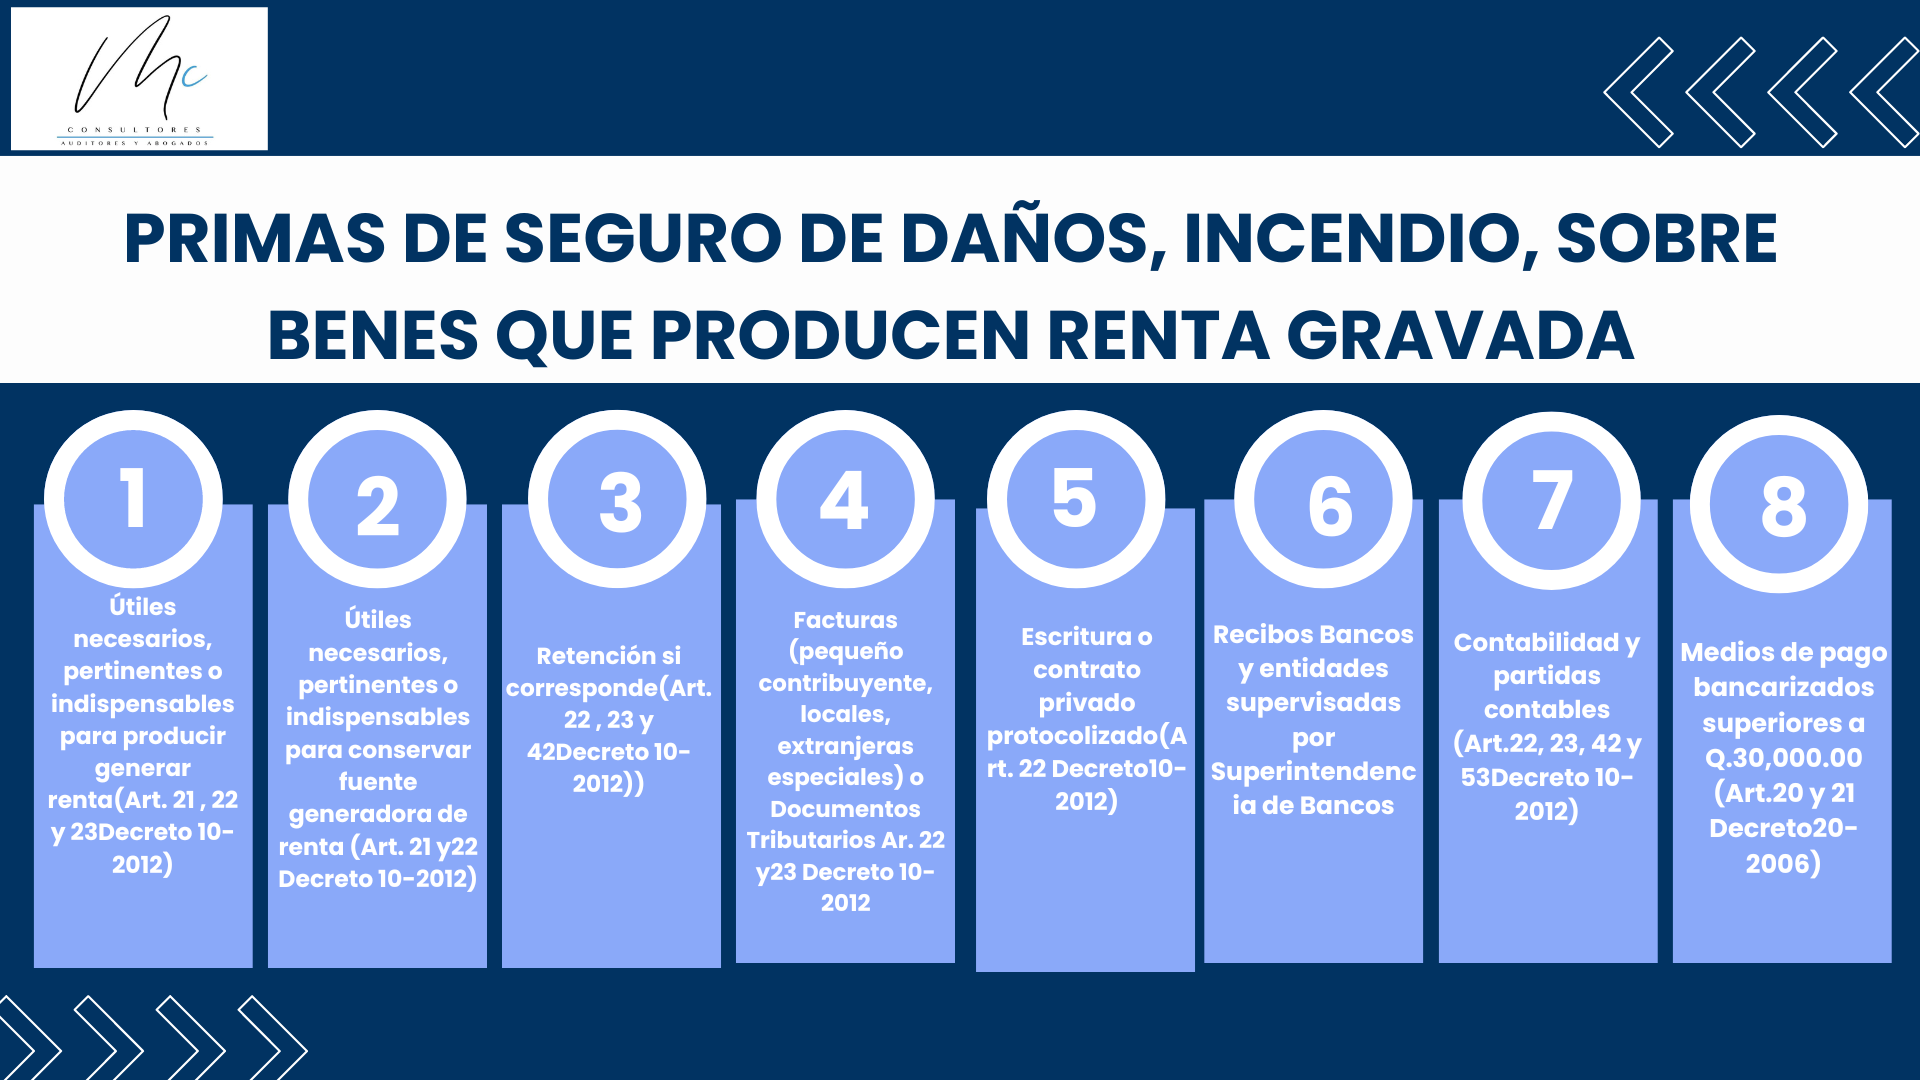 Mc
CONSULTORES
AUDITORES Y ABOGADOS
PRIMAS DE SEGURO DE DAÑOS, INCENDIO, SOBRE
BENES QUE PRODUCEN RENTA GRAVADA
1
Útiles
necesarios,
pertinentes o
indispensables
para producir
generar
renta(Art. 21 , 22
y 23Decreto 10-
2012)
2
Útiles
necesarios,
pertinentes o
indispensables
para conservar
fuente
generadora de
renta (Art. 21 y22
Decreto 10-2012)
3
Retención si
corresponde(Art.
22 , 23 y
42Decreto 10-
2012))
4
Facturas
(pequeño
contribuyente,
locales,
extranjeras
especiales) o
Documentos
Tributarios Ar. 22
y23 Decreto 10-
2012
5
Escritura o
contrato
privado
protocolizado(A
rt. 22 Decreto10-
2012)
6
Recibos Bancos
y entidades
supervisadas
por
Superintendenc
ia de Bancos
7
Contabilidad y
partidas
contables
(Art.22, 23, 42 y
53Decreto 10-
2012)
8
Medios de pago
bancarizados
superiores a
Q.30,000.00
(Art.20 y 21
Decreto20-
2006)